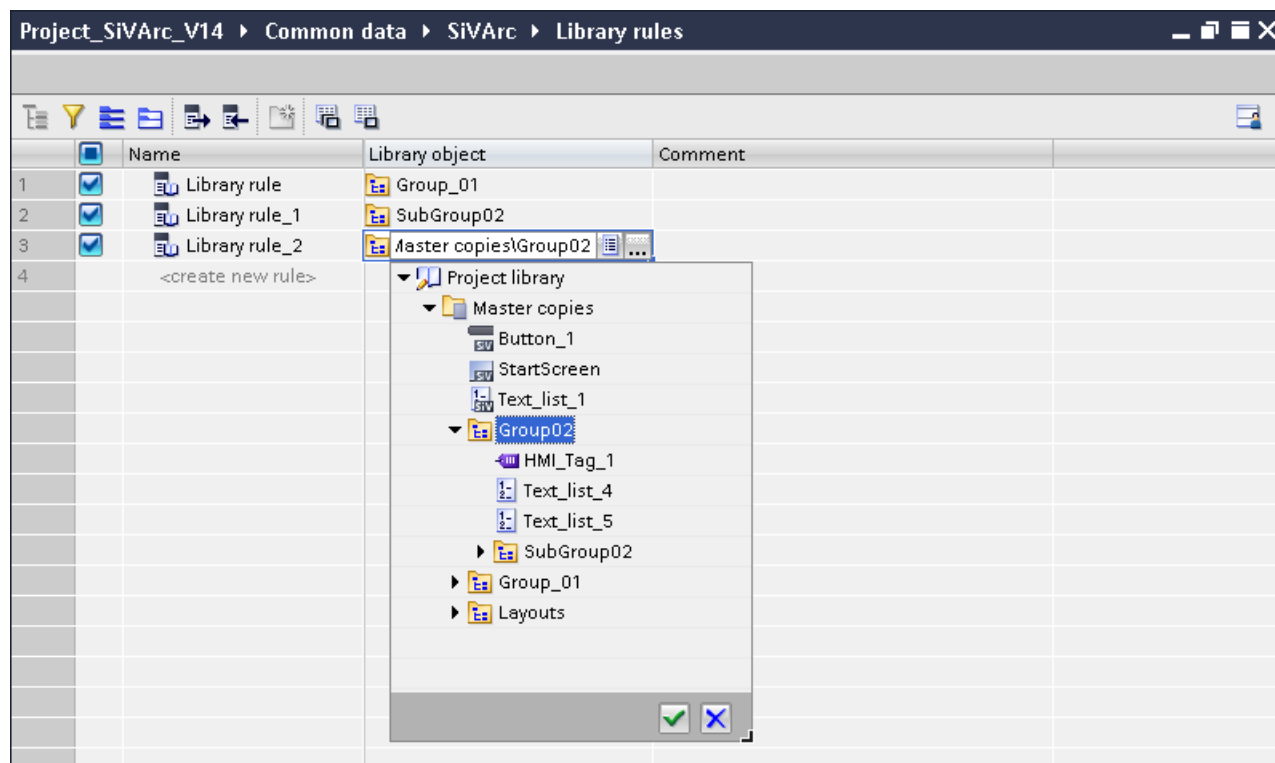 Project_SiVArc_V14 ▸ Common data ▸ SiVArc ▸ Library rules
Name Library object Comment
1 Library rule Group_01
2 Library rule_1 SubGroup02
3 Library rule_2 Master copies\Group02 ...
4 <create new rule>
Project library
Master copies
Button_1
StartScreen
Text_list_1
Group02
HMI_Tag_1
Text_list_4
Text_list_5
SubGroup02
Group_01
Layouts